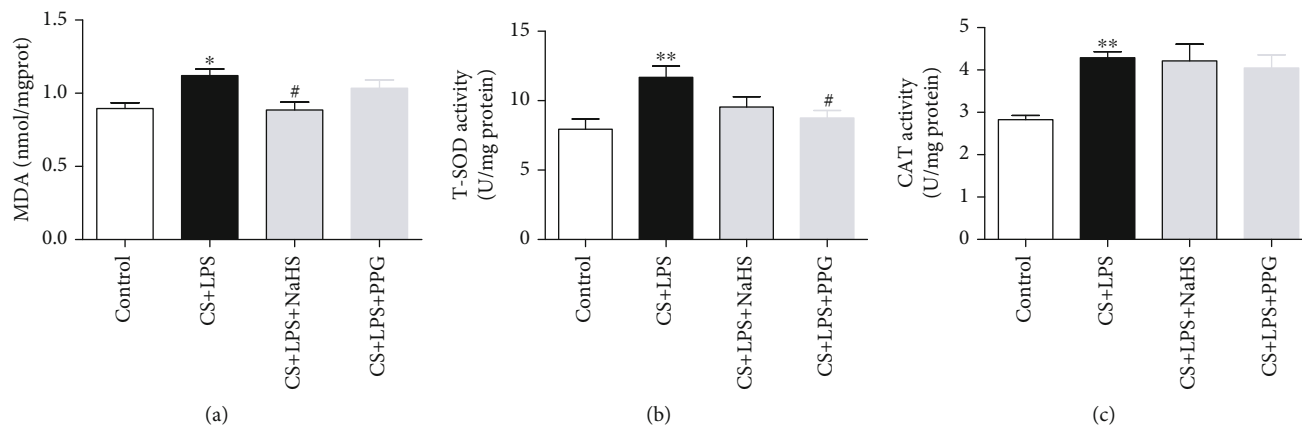 MDA (nmol/mgprot)
1.5
1.0
0.5
0.0
*
#
Control
CS+LPS
CS+LPS+NaHS
CS+LPS+PPG
(a)
T-SOD activity
(U/mg protein)
15
10
5
0
**
#
Control
CS+LPS
CS+LPS+NaHS
CS+LPS+PPG
(b)
CAT activity
(U/mg protein)
5
4
3
2
1
0
**
Control
CS+LPS
CS+LPS+NaHS
CS+LPS+PPG
(c)